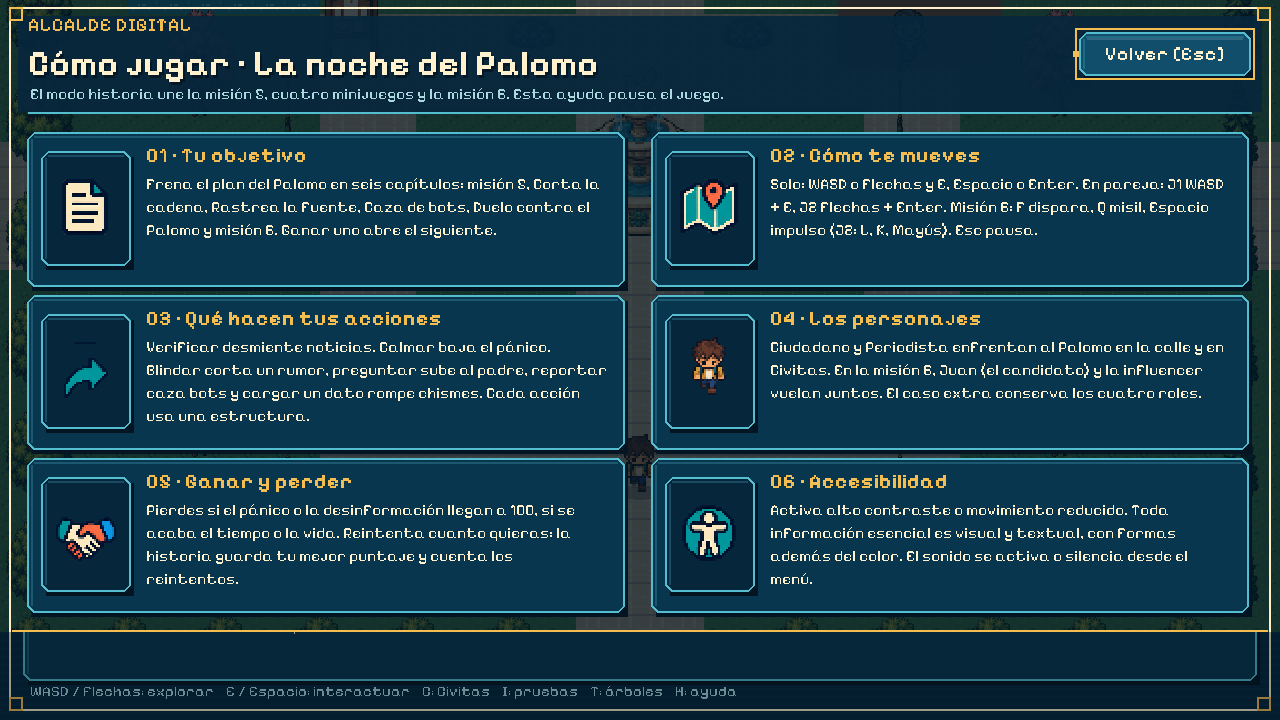 ALCALDE DIGITAL
Cómo jugar · La noche del Palomo
Volver (Esc)
El modo historia une la misión 5, cuatro minijuegos y la misión 6. Esta ayuda pausa el juego.
01 · Tu objetivo
Frena el plan del Palomo en seis capítulos: misión 5, Corta la
cadena, Rastrea la Fuente, Caza de bots, Duelo contra el
Palomo y misión 6. Ganar uno abre el siguiente.
02 · Cómo te mueves
Solo: WASD o Flechas y E, Espacio o Enter. En pareja: J1 WASD
+ E, J2 Flechas + Enter. Misión 6: F dispara, Q misil, Espacio
impulso (J2: L, K, Mayús). Esc pausa.
03 · Qué hacen tus acciones
Verificar desmiente noticias. Calmar baja el pánico.
Blindar corta un rumor, preguntar sube al padre, reportar
caza bots y cargar un dato rompe chismes. Cada acción
usa una estructura.
04 · Los personajes
Ciudadano y Periodista enfrentan al Palomo en la calle y en
Civitas. En la misión 6, Juan (el candidato) y la influencer
vuelan juntos. El caso extra conserva los cuatro roles.
05 · Ganar y perder
Pierdes si el pánico o la desinformación llegan a 100, si se
acaba el tiempo o la vida. Reintenta cuanto quieras: la
historia guarda tu mejor puntaje y cuenta los
reintentos.
06 · Accesibilidad
Activa alto contraste o movimiento reducido. Toda
información esencial es visual y textual, con formas
además del color. El sonido se activa o silencia desde el
menú.
WASD / Flechas: explorar E / Espacio: interactuar C: Civitas I: pruebas T: árboles H: ayuda